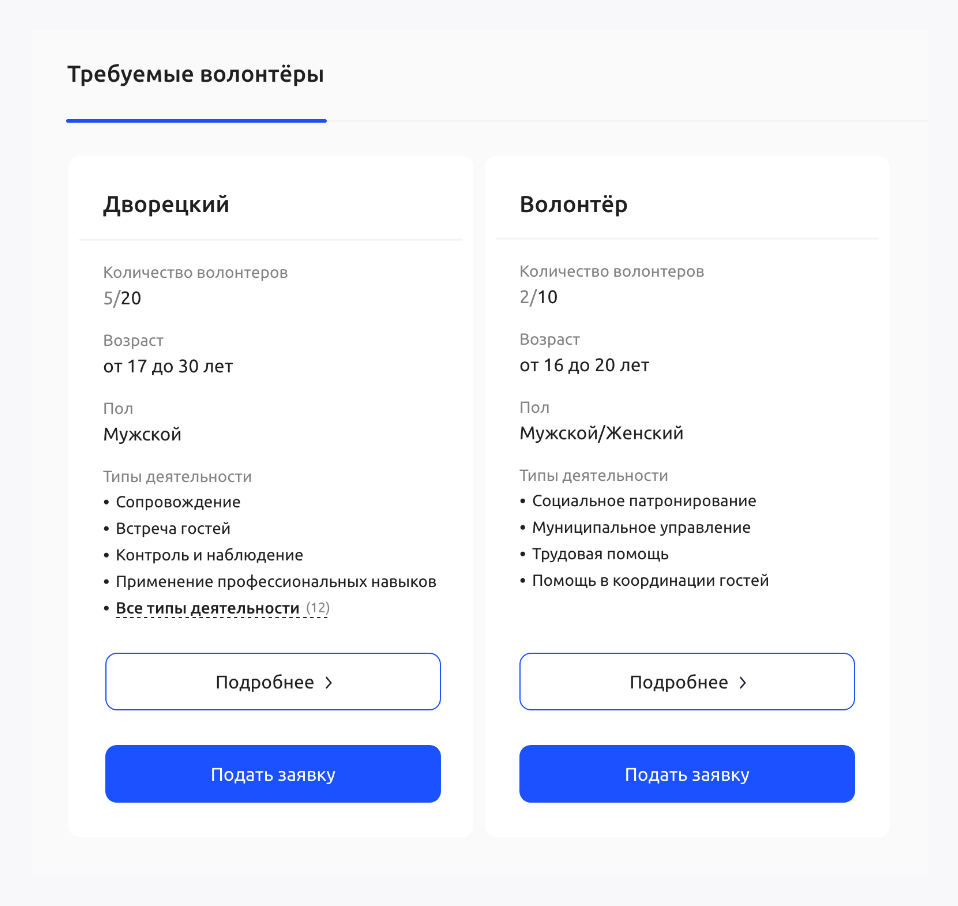 Требуемые волонтёры
Дворецкий
Количество волонтеров
5/20
Возраст
от 17 до 30 лет
Пол
Мужской
Типы деятельности
• Сопровождение
• Встреча гостей
• Контроль и наблюдение
• Применение профессиональных навыков
• Все типы деятельности (12)
Подробнее >
Подать заявку
Волонтёр
Количество волонтеров
2/10
Возраст
от 16 до 20 лет
Пол
Мужской/Женский
Типы деятельности
• Социальное патронирование
• Муниципальное управление
• Трудовая помощь
• Помощь в координации гостей
Подробнее >
Подать заявку